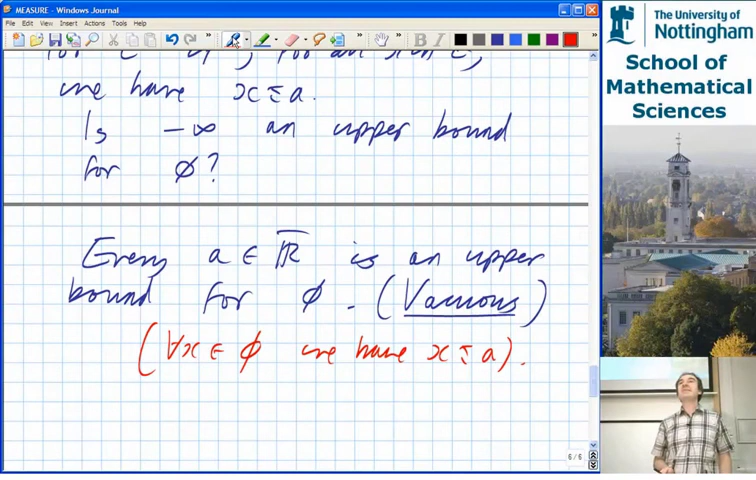 MEASURE - Windows Journal
File Edit View Insert Actions Tools Help
B I
we have x ≤ a.
Is -∞ an upper bound
for ∅?
Every a ∈ ℝ̅ is an upper
bound for ∅. (Vacuous)
(∀x ∈ ∅ we have x ≤ a).
6 / 6
The University of
Nottingham
School of
Mathematical
Sciences